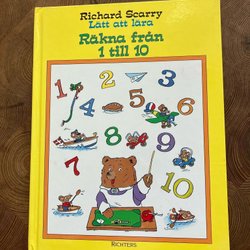 Richard Scarry
Lätt att lära
Räkna från
1 till 10
1 2 3
4 5 6
7 8 9
10
RICHTERS